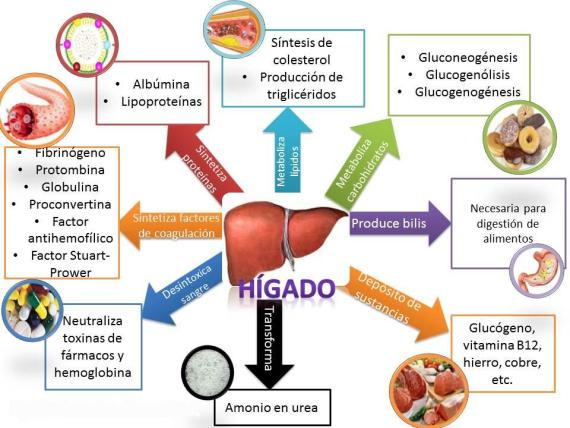 Síntesis de
colesterol
• Producción de
triglicéridos
• Gluconeogénesis
• Glucogenólisis
• Glucogenogénesis
• Albúmina
• Lipoproteínas
Sintetiza
proteínas
Metaboliza
lípidos
Metaboliza
carbohidratos
• Fibrinógeno
• Protombina
• Globulina
• Proconvertina
• Factor
antihemofílico
• Factor Stuart-
Prower
Sintetiza factores
de coagulación
Produce bilis
Necesaria para
digestión de
alimentos
Desintoxica
sangre
HÍGADO
Deposito de
sustancias
Transforma
Neutraliza
toxinas de
fármacos y
hemoglobina
Glucógeno,
vitamina B12,
hierro, cobre,
etc.
Amonio en urea